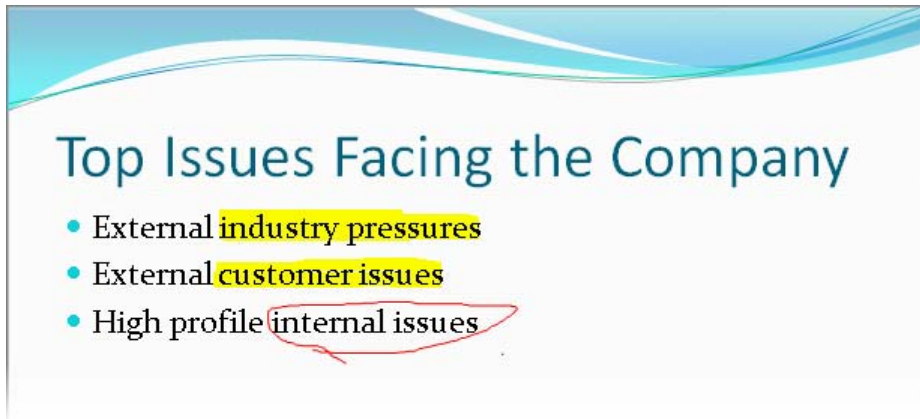 Top Issues Facing the Company
External industry pressures
External customer issues
High profile internal issues